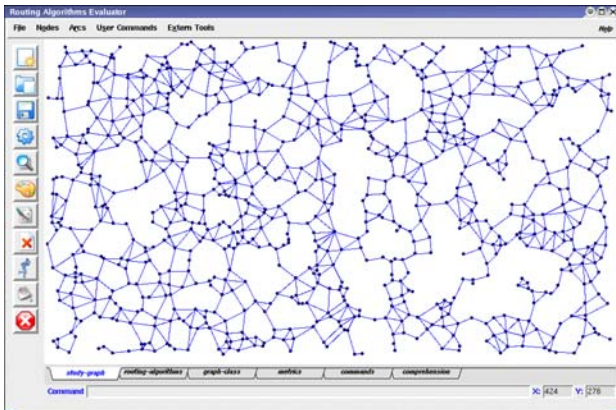 Routing Algorithms Evaluator
File Nodes Arcs User Commands Extern Tools Help
study-graph routing-algorithms graph-class metrics commands comprehension
Command X: 424 Y: 276